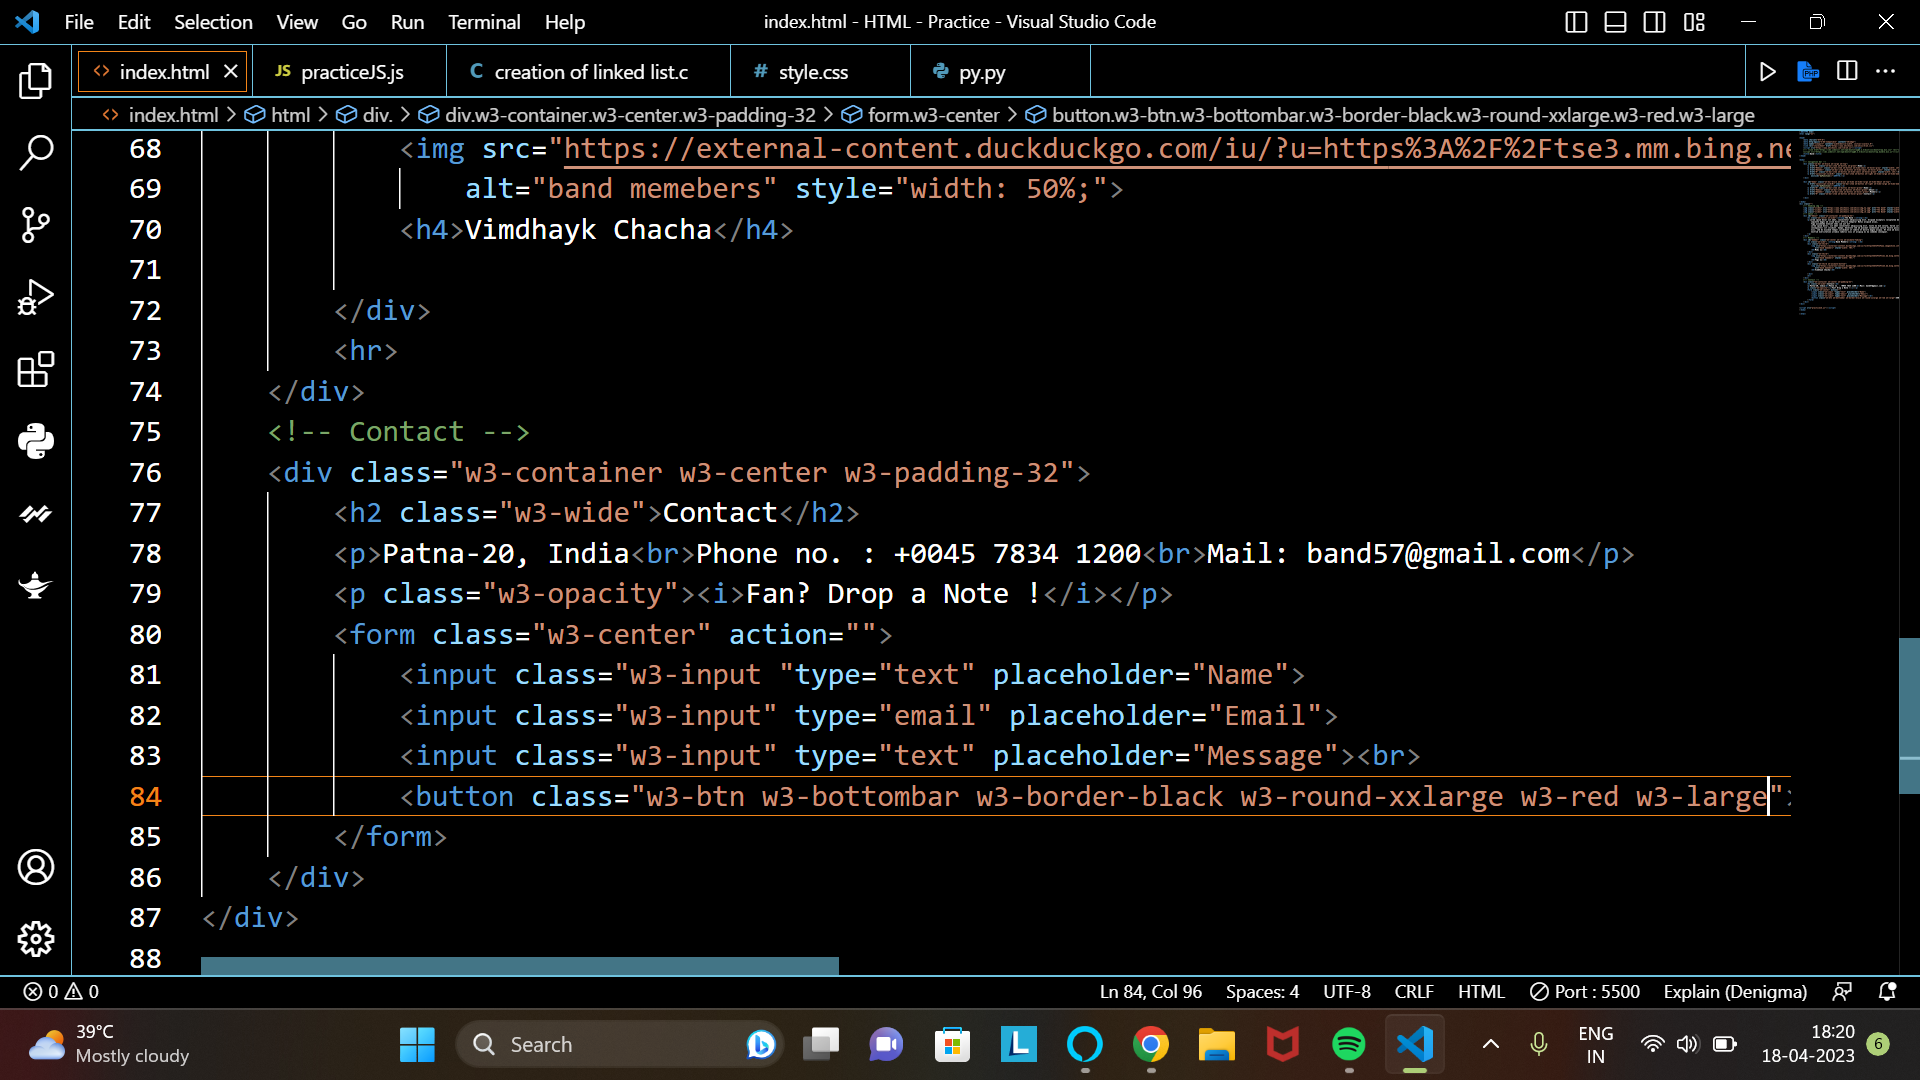 File Edit Selection View Go Run Terminal Help index.html - HTML - Practice - Visual Studio Code
<> index.html JS practiceJS.js C creation of linked list.c # style.css py.py
<> index.html > html > div. > div.w3-container.w3-center.w3-padding-32 > form.w3-center > button.w3-btn.w3-bottombar.w3-border-black.w3-round-xxlarge.w3-red.w3-large
68 <img src="https://external-content.duckduckgo.com/iu/?u=https%3A%2F%2Ftse3.mm.bing.ne
69 alt="band memebers" style="width: 50%;">
70 <h4>Vimdhayk Chacha</h4>
71
72 </div>
73 <hr>
74 </div>
75 <!-- Contact -->
76 <div class="w3-container w3-center w3-padding-32">
77 <h2 class="w3-wide">Contact</h2>
78 <p>Patna-20, India<br>Phone no. : +0045 7834 1200<br>Mail: band57@gmail.com</p>
79 <p class="w3-opacity"><i>Fan? Drop a Note !</i></p>
80 <form class="w3-center" action="">
81 <input class="w3-input "type="text" placeholder="Name">
82 <input class="w3-input" type="email" placeholder="Email">
83 <input class="w3-input" type="text" placeholder="Message"><br>
84 <button class="w3-btn w3-bottombar w3-border-black w3-round-xxlarge w3-red w3-large">
85 </form>
86 </div>
87 </div>
88
0 0 Ln 84, Col 96 Spaces: 4 UTF-8 CRLF HTML Port : 5500 Explain (Denigma)
39°C
Mostly cloudy
Search
ENG
IN
18:20
18-04-2023
6